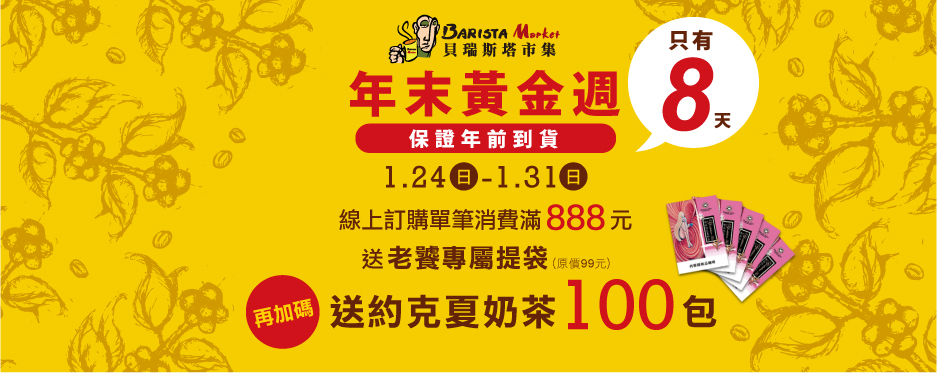 BARISTA Market
貝瑞斯塔市集
年末黃金週
只有
8天
保證年前到貨
1.24日-1.31日
線上訂購單筆消費滿888元
送老饕專屬提袋(原價99元)
再加碼
送約克夏奶茶100包